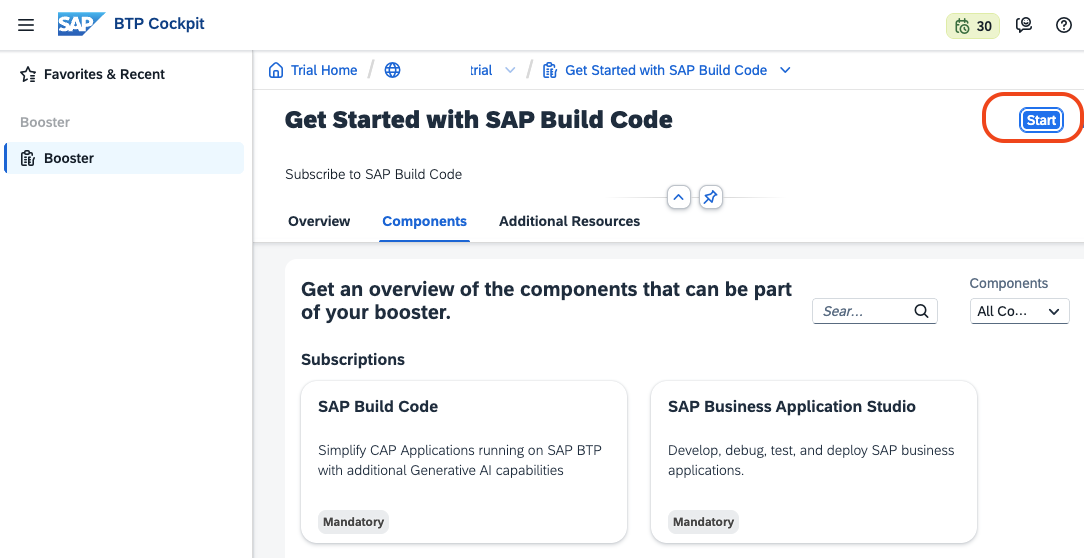 SAP BTP Cockpit
30
Favorites & Recent
Booster
Booster
Trial Home / trial / Get Started with SAP Build Code
Get Started with SAP Build Code
Start
Subscribe to SAP Build Code
Overview Components Additional Resources
Get an overview of the components that can be part
of your booster.
Sear...
Components
All Co...
Subscriptions
SAP Build Code
Simplify CAP Applications running on SAP BTP
with additional Generative AI capabilities
Mandatory
SAP Business Application Studio
Develop, debug, test, and deploy SAP business
applications.
Mandatory